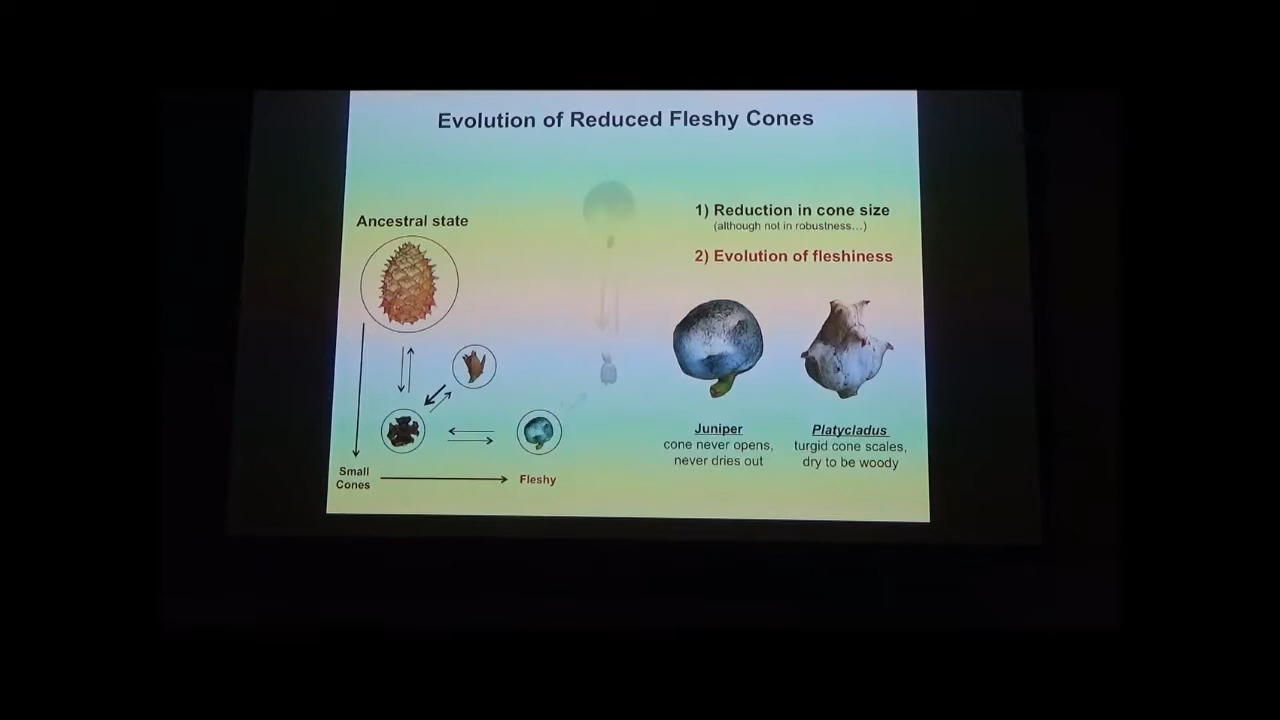 Evolution of Reduced Fleshy Cones
Ancestral state
Small
Cones
Fleshy
1) Reduction in cone size
(although not in robustness...)
2) Evolution of fleshiness
Juniper
cone never opens,
never dries out
Platycladus
turgid cone scales,
dry to be woody